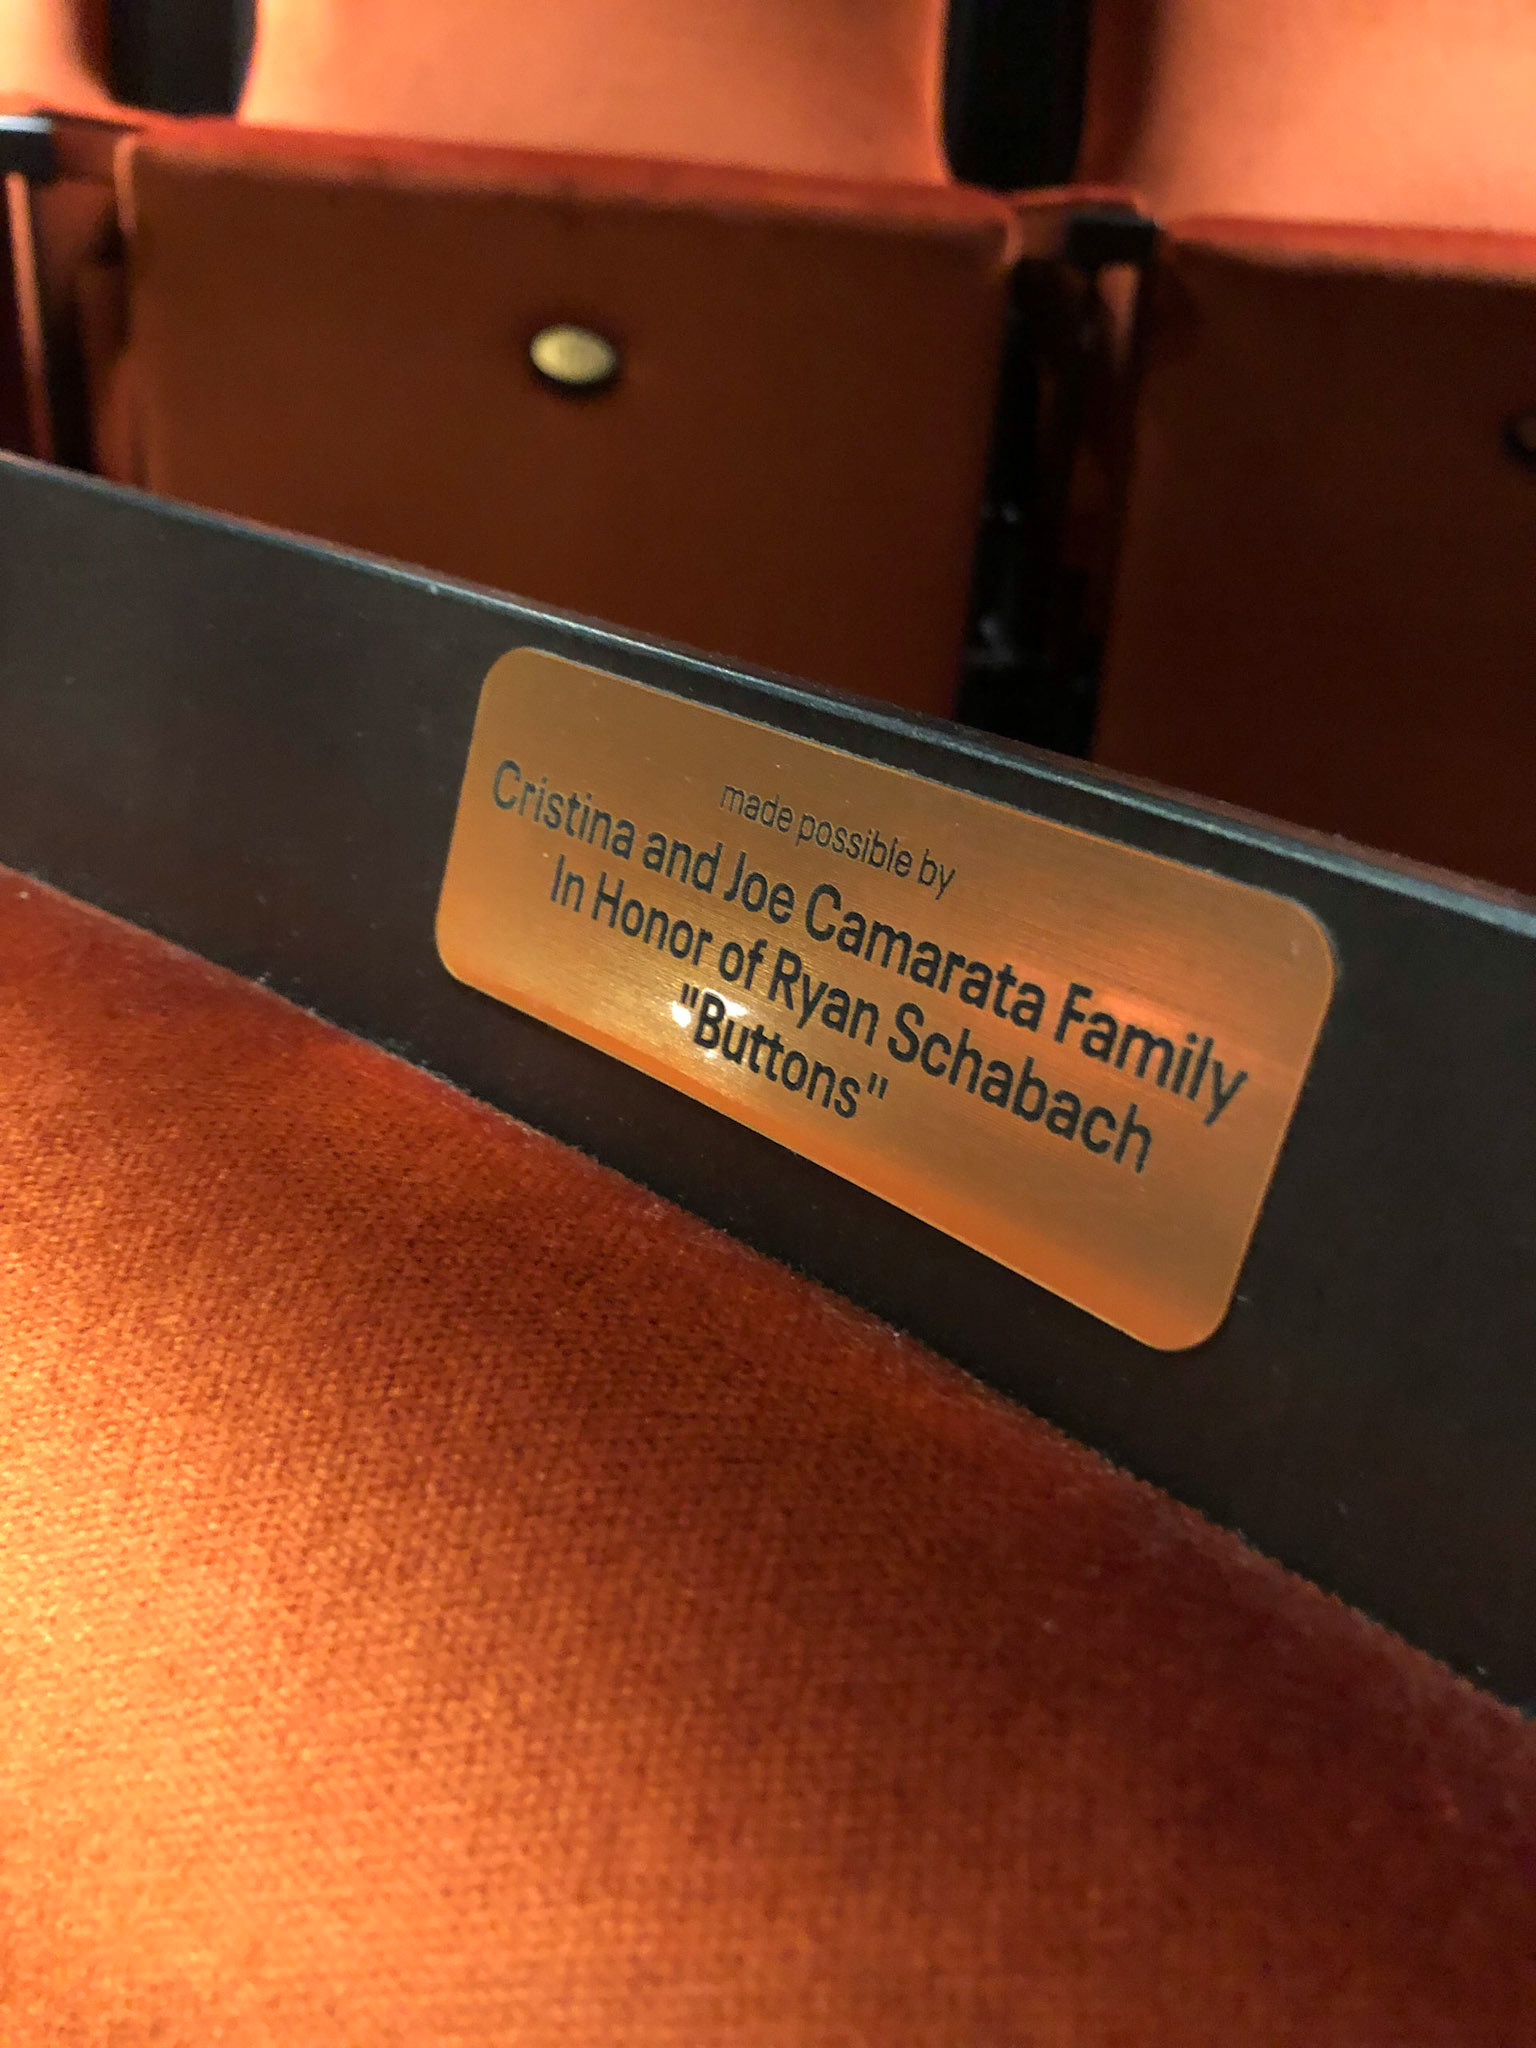 made possible by
Cristina and Joe Camarata Family
In Honor of Ryan Schabach
"Buttons"